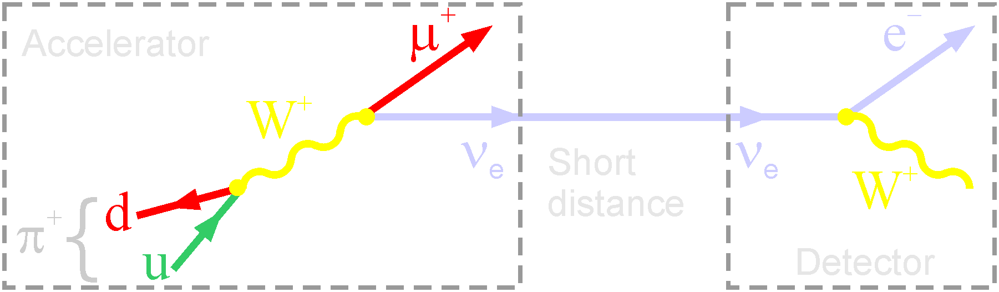 Accelerator
μ⁺
e⁻
W⁺
νₑ
Short
distance
νₑ
W⁺
π⁺ {
d
u
Detector